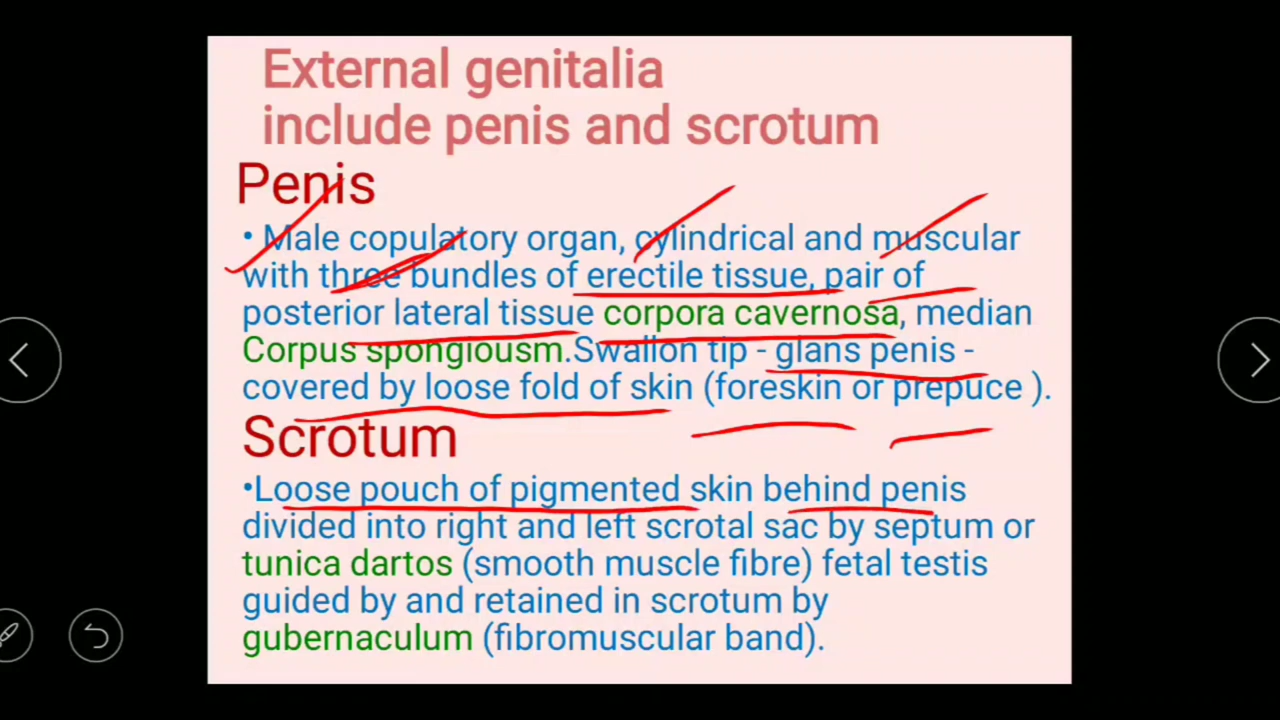 External genitalia
include penis and scrotum
Penis
• Male copulatory organ, cylindrical and muscular
with three bundles of erectile tissue, pair of
posterior lateral tissue corpora cavernosa, median
Corpus spongiousm.Swallon tip - glans penis -
covered by loose fold of skin (foreskin or prepuce ).
Scrotum
•Loose pouch of pigmented skin behind penis
divided into right and left scrotal sac by septum or
tunica dartos (smooth muscle fibre) fetal testis
guided by and retained in scrotum by
gubernaculum (fibromuscular band).